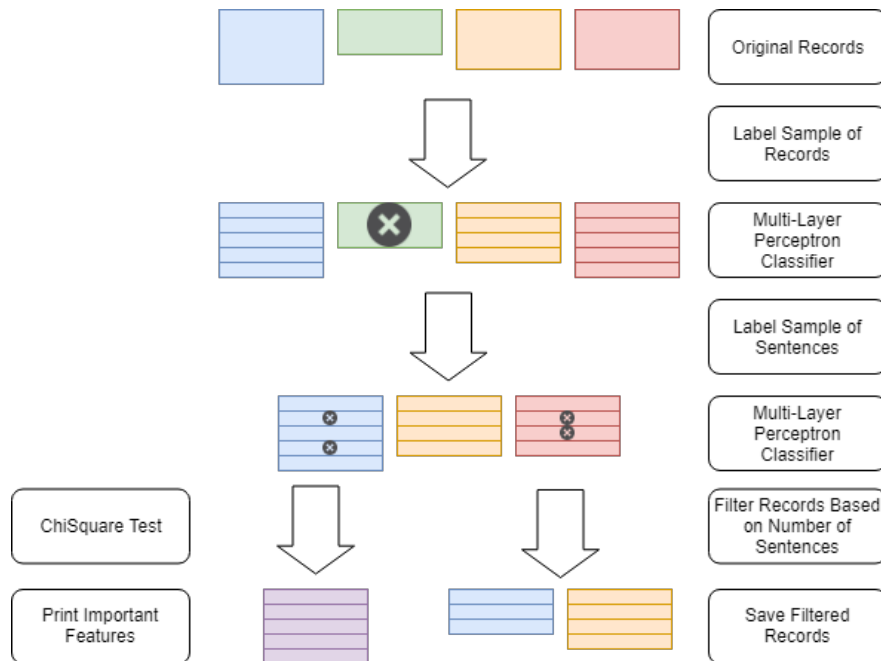 Original Records
Label Sample of
Records
Multi-Layer
Perceptron
Classifier
Label Sample of
Sentences
Multi-Layer
Perceptron
Classifier
ChiSquare Test
Filter Records Based
on Number of
Sentences
Print Important
Features
Save Filtered
Records